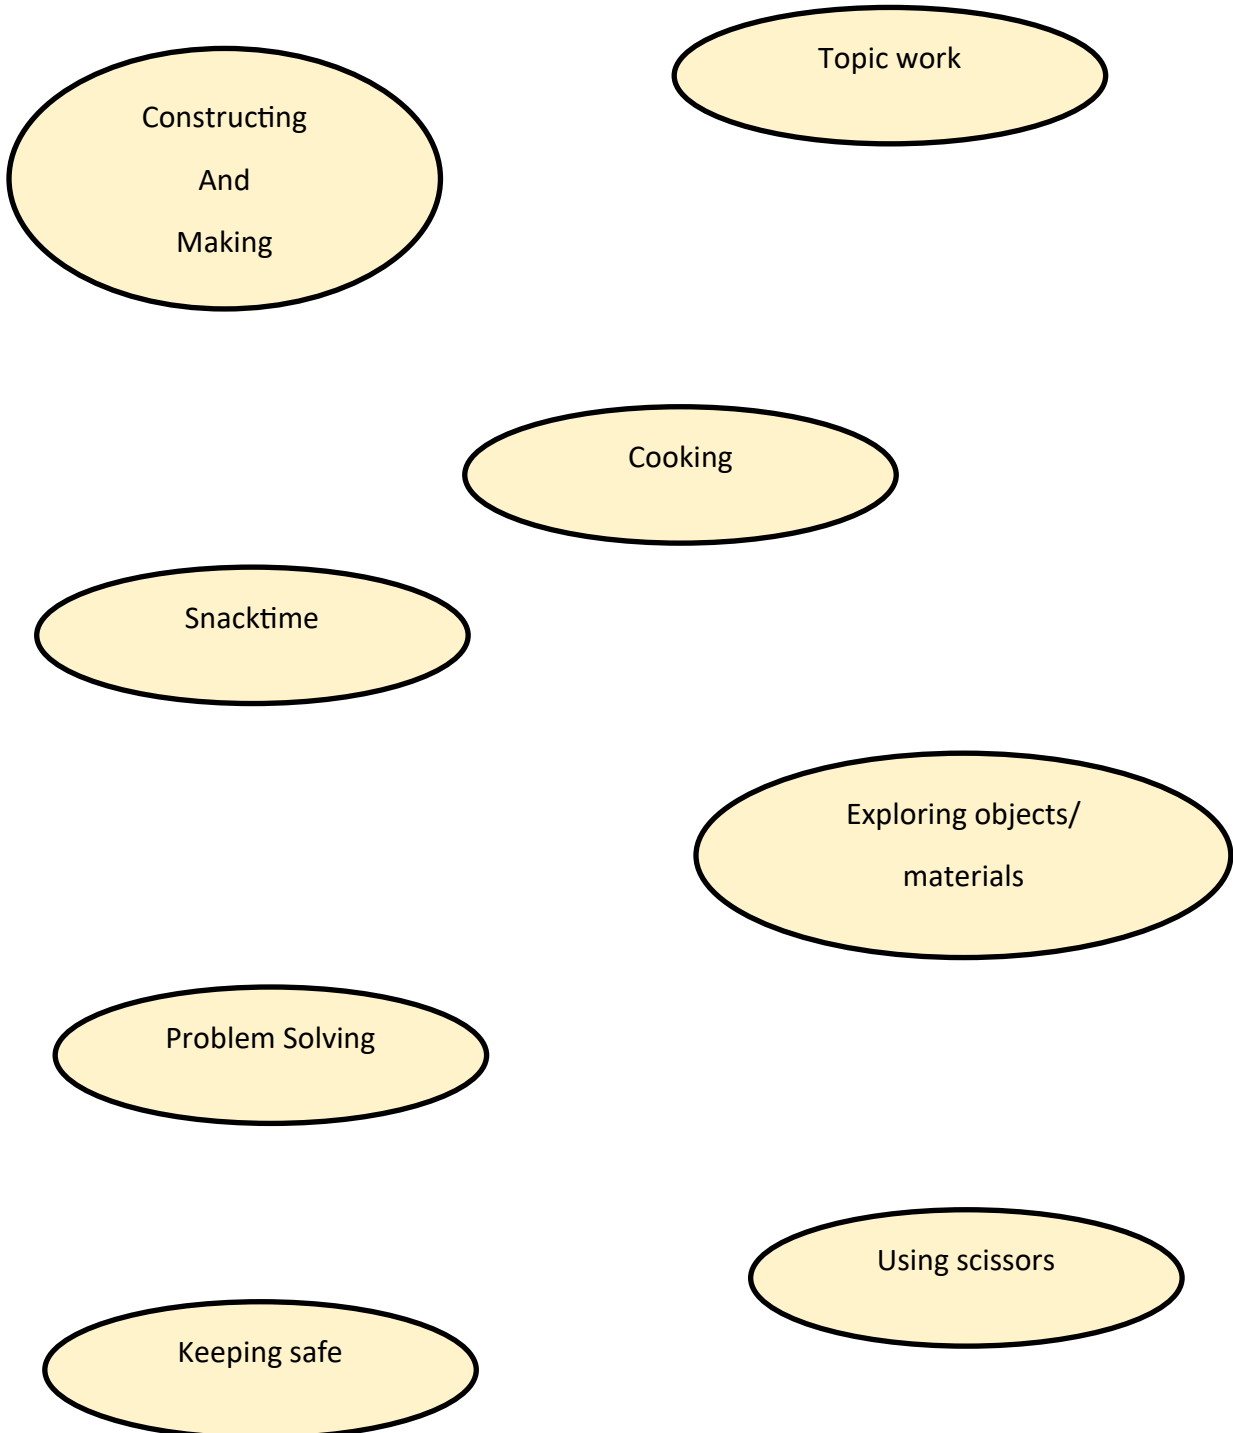 Topic work
Constructing
And
Making
Cooking
Snacktime
Exploring objects/
materials
Problem Solving
Using scissors
Keeping safe